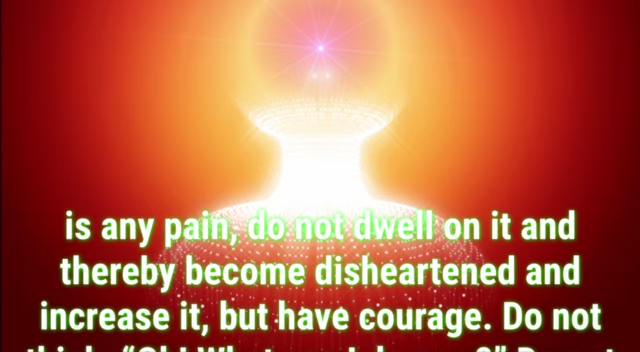 is any pain, do not dwell on it and
thereby become disheartened and
increase it, but have courage. Do not